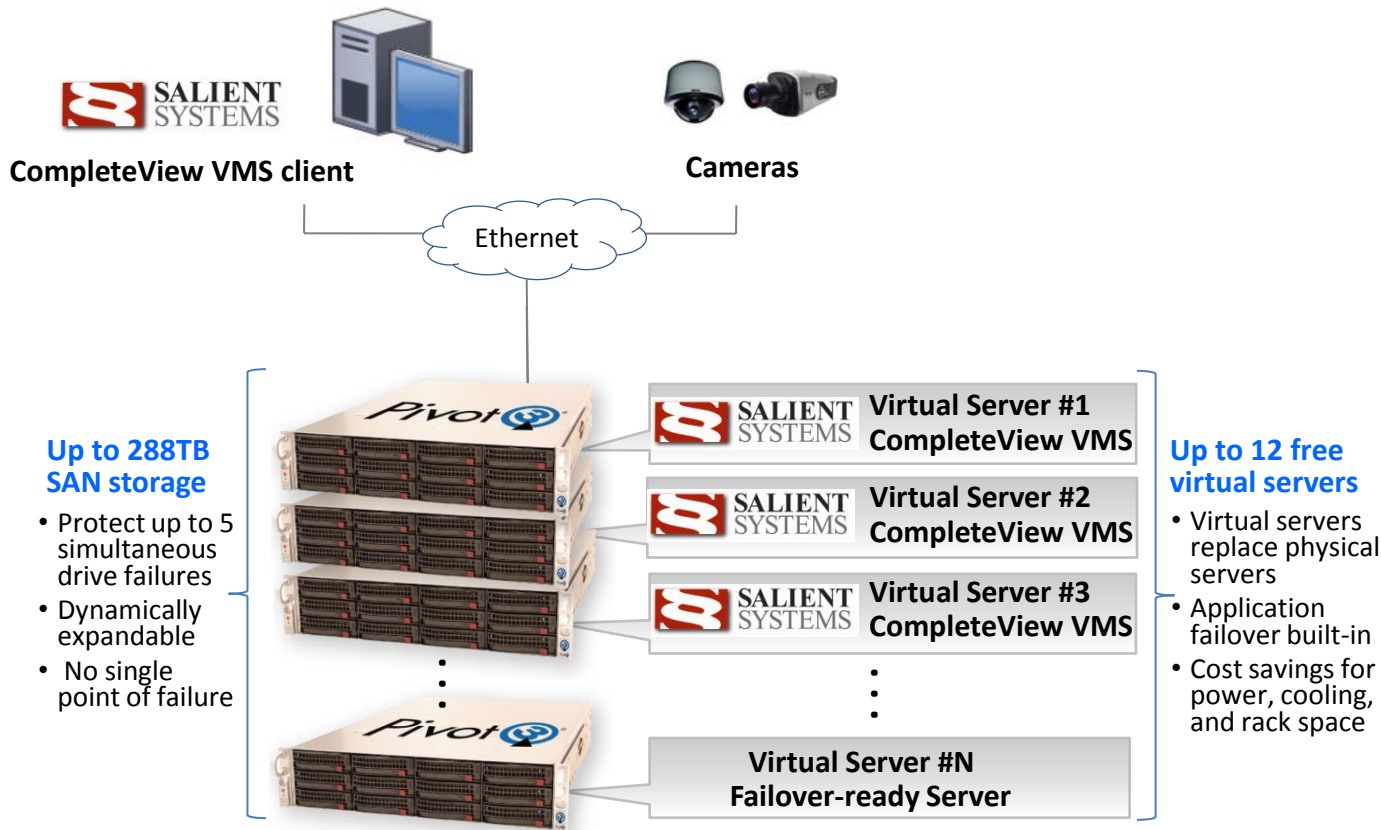 SALIENT
SYSTEMS
CompleteView VMS client
Cameras
Ethernet
Up to 288TB
SAN storage
• Protect up to 5
simultaneous
drive failures
• Dynamically
expandable
• No single
point of failure
Pivot3
Pivot3
SALIENT
SYSTEMS
Virtual Server #1
CompleteView VMS
SALIENT
SYSTEMS
Virtual Server #2
CompleteView VMS
SALIENT
SYSTEMS
Virtual Server #3
CompleteView VMS
Virtual Server #N
Failover-ready Server
Up to 12 free
virtual servers
• Virtual servers
replace physical
servers
• Application
failover built-in
• Cost savings for
power, cooling,
and rack space